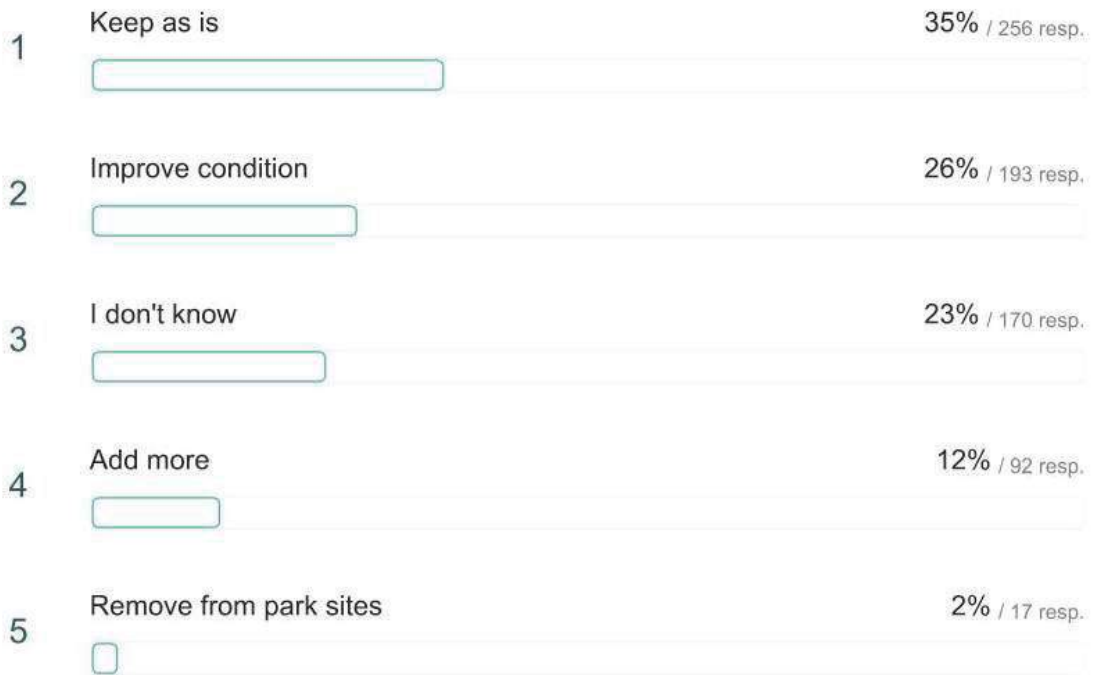 1 Keep as is 35% / 256 resp.
2 Improve condition 26% / 193 resp.
3 I don't know 23% / 170 resp.
4 Add more 12% / 92 resp.
5 Remove from park sites 2% / 17 resp.